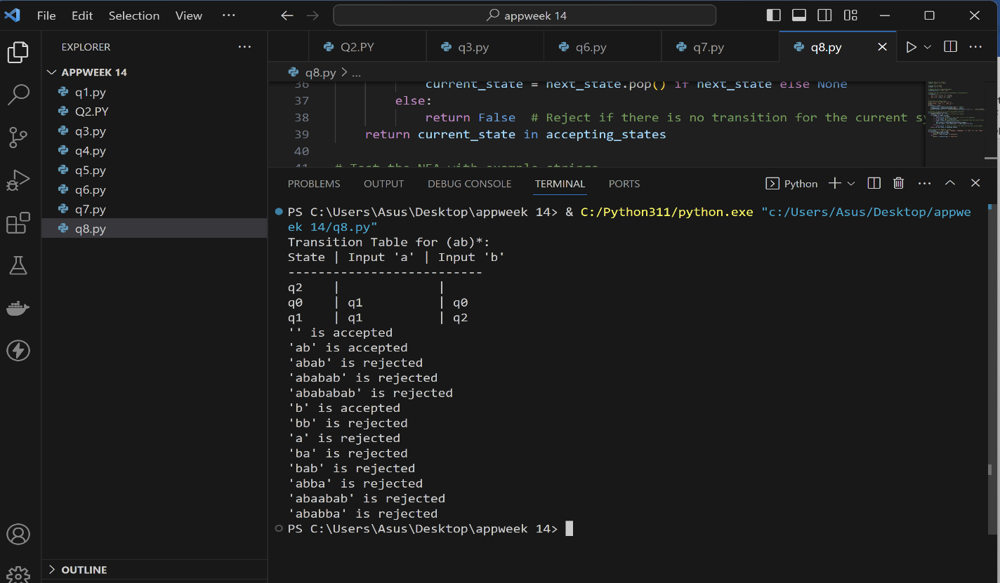 File Edit Selection View ...
appweek 14
EXPLORER
Q2.PY q3.py q6.py q7.py q8.py
APPWEEK 14
q1.py
Q2.PY
q3.py
q4.py
q5.py
q6.py
q7.py
q8.py
OUTLINE
q8.py > ...
36 current_state = next_state.pop() if next_state else None
37 else:
38 return False # Reject if there is no transition for the current
39 return current_state in accepting_states
40
41 # Test the NFA with example strings
PROBLEMS OUTPUT DEBUG CONSOLE TERMINAL PORTS
Python
PS C:\Users\Asus\Desktop\appweek 14> & C:/Python311/python.exe "c:/Users/Asus/Desktop/appwe
ek 14/q8.py"
Transition Table for (ab)*:
State | Input 'a' | Input 'b'
--------------------------
q2 | |
q0 | q1 | q0
q1 | q1 | q2
'' is accepted
'ab' is accepted
'abab' is rejected
'ababab' is rejected
'abababab' is rejected
'b' is accepted
'bb' is rejected
'a' is rejected
'ba' is rejected
'bab' is rejected
'abba' is rejected
'abaabab' is rejected
'ababba' is rejected
PS C:\Users\Asus\Desktop\appweek 14>